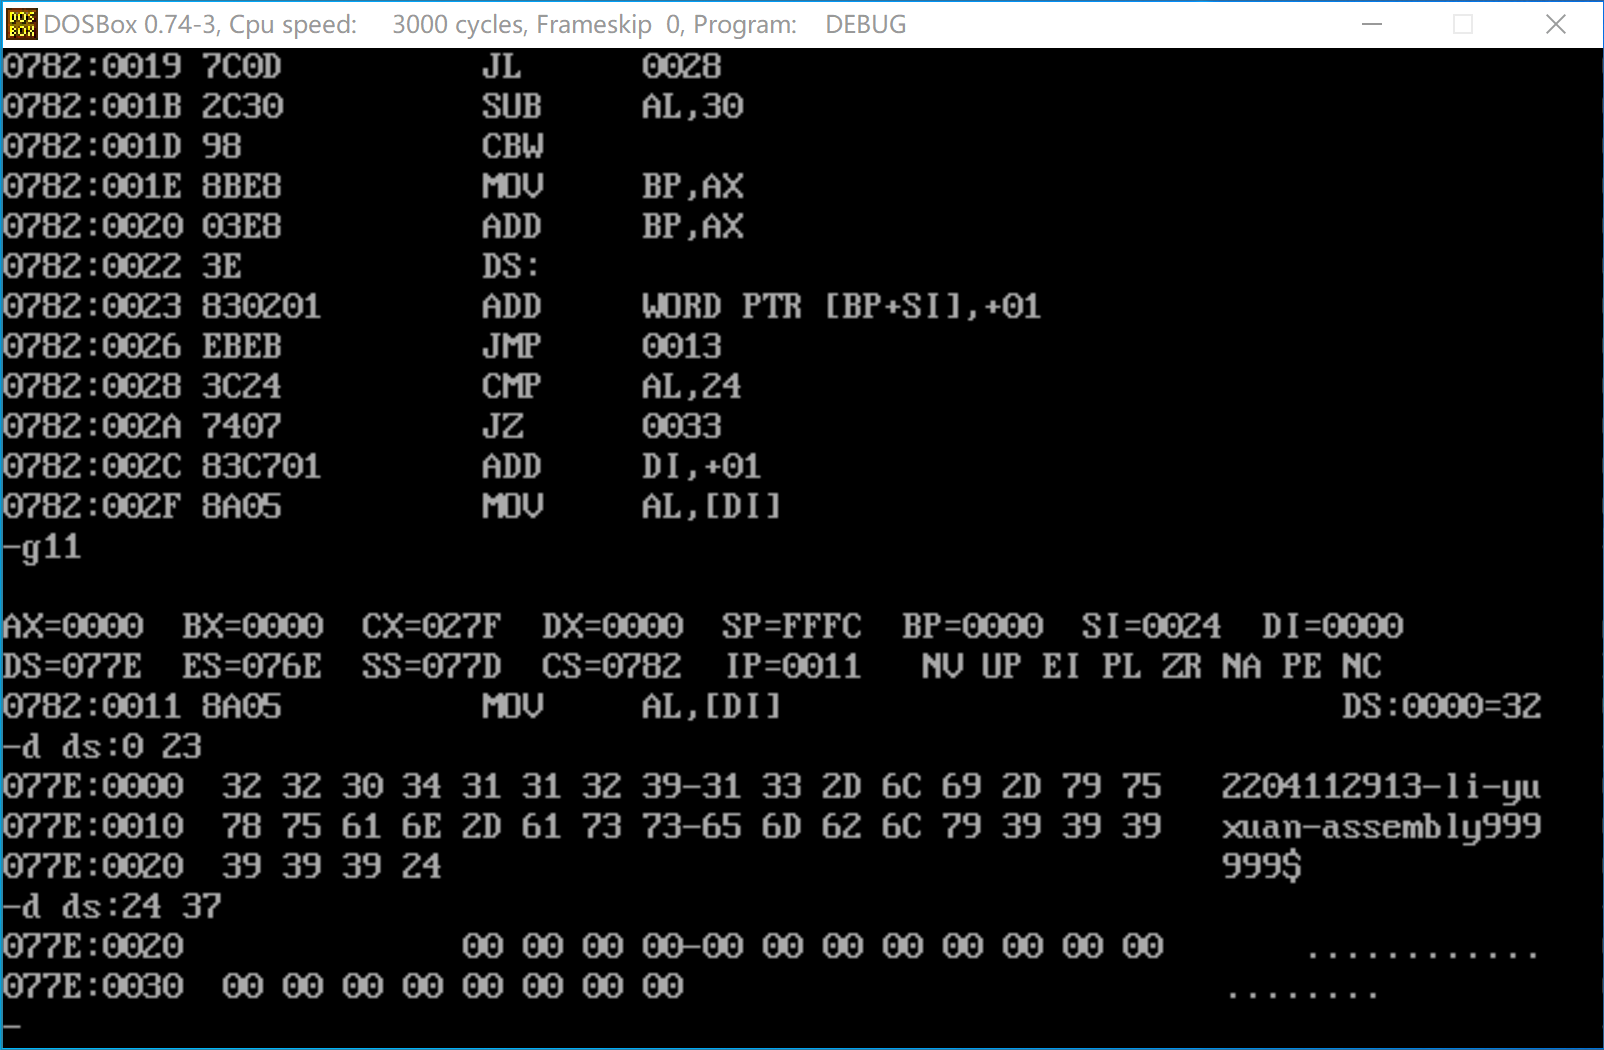 DOS BOX DOSBox 0.74-3, Cpu speed: 3000 cycles, Frameskip 0, Program: DEBUG
0782:0019 7C0D JL 0028
0782:001B 2C30 SUB AL,30
0782:001D 98 CBW
0782:001E 8BE8 MOV BP,AX
0782:0020 03E8 ADD BP,AX
0782:0022 3E DS:
0782:0023 830201 ADD WORD PTR [BP+SI],+01
0782:0026 EBEB JMP 0013
0782:0028 3C24 CMP AL,24
0782:002A 7407 JZ 0033
0782:002C 83C701 ADD DI,+01
0782:002F 8A05 MOV AL,[DI]
-g11
AX=0000 BX=0000 CX=027F DX=0000 SP=FFFC BP=0000 SI=0024 DI=0000
DS=077E ES=076E SS=077D CS=0782 IP=0011 NV UP EI PL ZR NA PE NC
0782:0011 8A05 MOV AL,[DI] DS:0000=32
-d ds:0 23
077E:0000 32 32 30 34 31 31 32 39-31 33 2D 6C 69 2D 79 75 2204112913-li-yu
077E:0010 78 75 61 6E 2D 61 73 73-65 6D 62 6C 79 39 39 39 xuan-assembly999
077E:0020 39 39 39 24 999$
-d ds:24 37
077E:0020 00 00 00 00-00 00 00 00 00 00 00 00 ............
077E:0030 00 00 00 00 00 00 00 00 ........
-